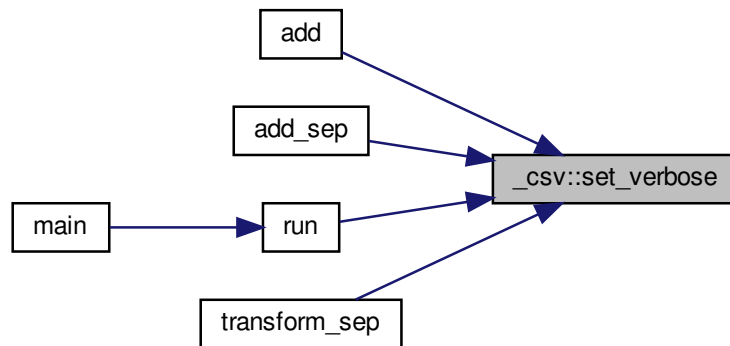 add
add_sep
_csv::set_verbose
main
run
transform_sep